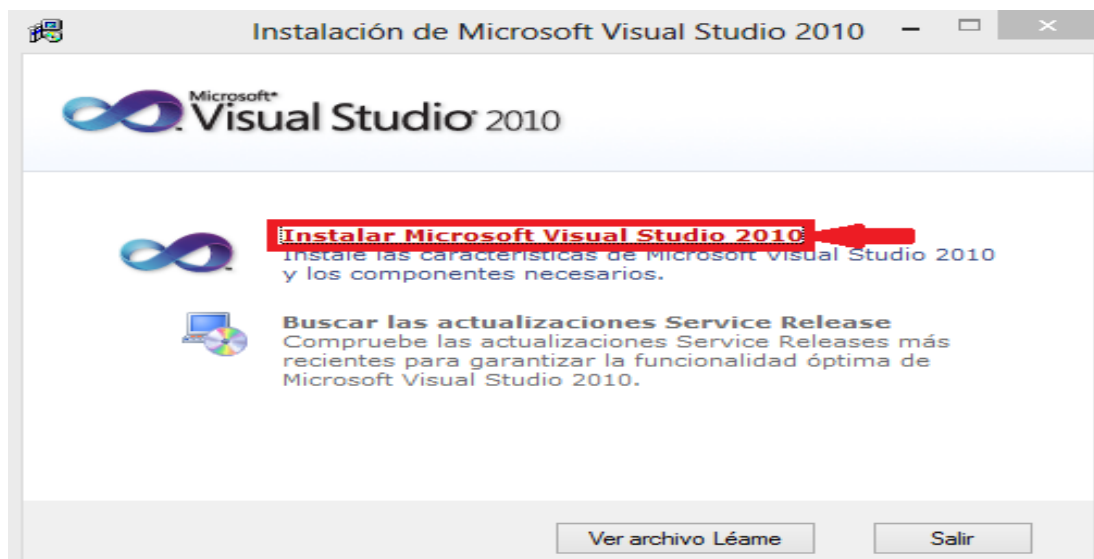 Instalación de Microsoft Visual Studio 2010
Microsoft®
Visual Studio 2010
Instalar Microsoft Visual Studio 2010
Instale las características de Microsoft Visual Studio 2010
y los componentes necesarios.
Buscar las actualizaciones Service Release
Compruebe las actualizaciones Service Releases más
recientes para garantizar la funcionalidad óptima de
Microsoft Visual Studio 2010.
Ver archivo Léame
Salir